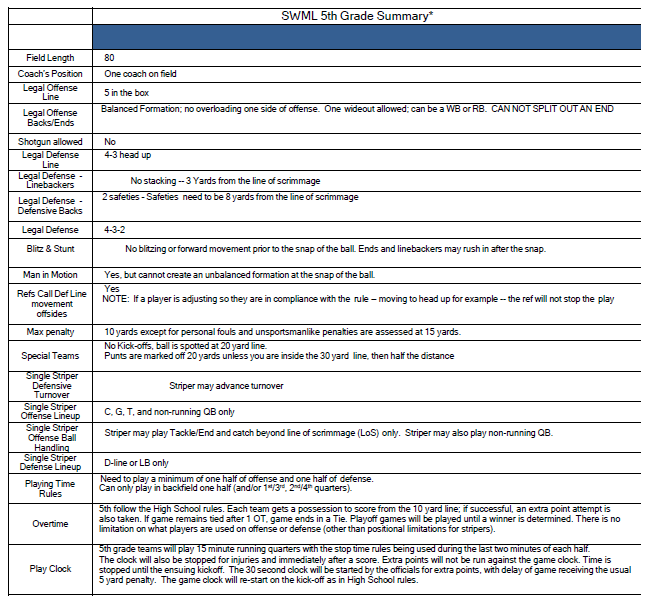 SWML 5th Grade Summary*
Field Length
80
Coach's Position
One coach on field
Legal Offense
Line
5 in the box
Legal Offense
Backs/Ends
Balanced Formation; no overloading one side of offense. One wideout allowed; can be a WB or RB. CAN NOT SPLIT OUT AN END
Shotgun allowed
No
Legal Defense
Line
4-3 head up
Legal Defense -
Linebackers
No stacking -- 3 Yards from the line of scrimmage
Legal Defense -
Defensive Backs
2 safeties - Safeties need to be 8 yards from the line of scrimmage
Legal Defense
4-3-2
Blitz & Stunt
No blitzing or forward movement prior to the snap of the ball. Ends and linebackers may rush in after the snap.
Man in Motion
Yes, but cannot create an unbalanced formation at the snap of the ball.
Refs Call Def Line
movement
offsides
Yes
NOTE: If a player is adjusting so they are in compliance with the rule – moving to head up for example -- the ref will not stop the play
Max penalty
10 yards except for personal fouls and unsportsmanlike penalties are assessed at 15 yards.
Special Teams
No Kick-offs, ball is spotted at 20 yard line.
Punts are marked off 20 yards unless you are inside the 30 yard line, then half the distance
Single Striper
Defensive
Turnover
Striper may advance turnover
Single Striper
Offense Lineup
C, G, T, and non-running QB only
Single Striper
Offense Ball
Handling
Striper may play Tackle/End and catch beyond line of scrimmage (LoS) only. Striper may also play non-running QB.
Single Striper
Defense Lineup
D-line or LB only
Playing Time
Rules
Need to play a minimum of one half of offense and one half of defense.
Can only play in backfield one half (and/or 1st/3rd, 2nd/4th quarters).
Overtime
5th follow the High School rules. Each team gets a possession to score from the 10 yard line; if successful, an extra point attempt is
also taken. If game remains tied after 1 OT, game ends in a Tie. Playoff games will be played until a winner is determined. There is no
limitation on what players are used on offense or defense (other than positional limitations for stripers).
Play Clock
5th grade teams will play 15 minute running quarters with the stop time rules being used during the last two minutes of each half.
The clock will also be stopped for injuries and immediately after a score. Extra points will not be run against the game clock. Time is
stopped until the ensuing kickoff. The 30 second clock will be started by the officials for extra points, with delay of game receiving the usual
5 yard penalty. The game clock will re-start on the kick-off as in High School rules.